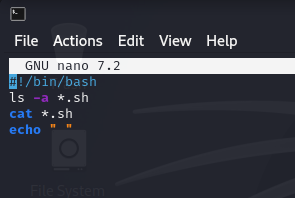 File Actions Edit View Help
GNU nano 7.2
#!/bin/bash
ls -a *.sh
cat *.sh
echo " "
File System